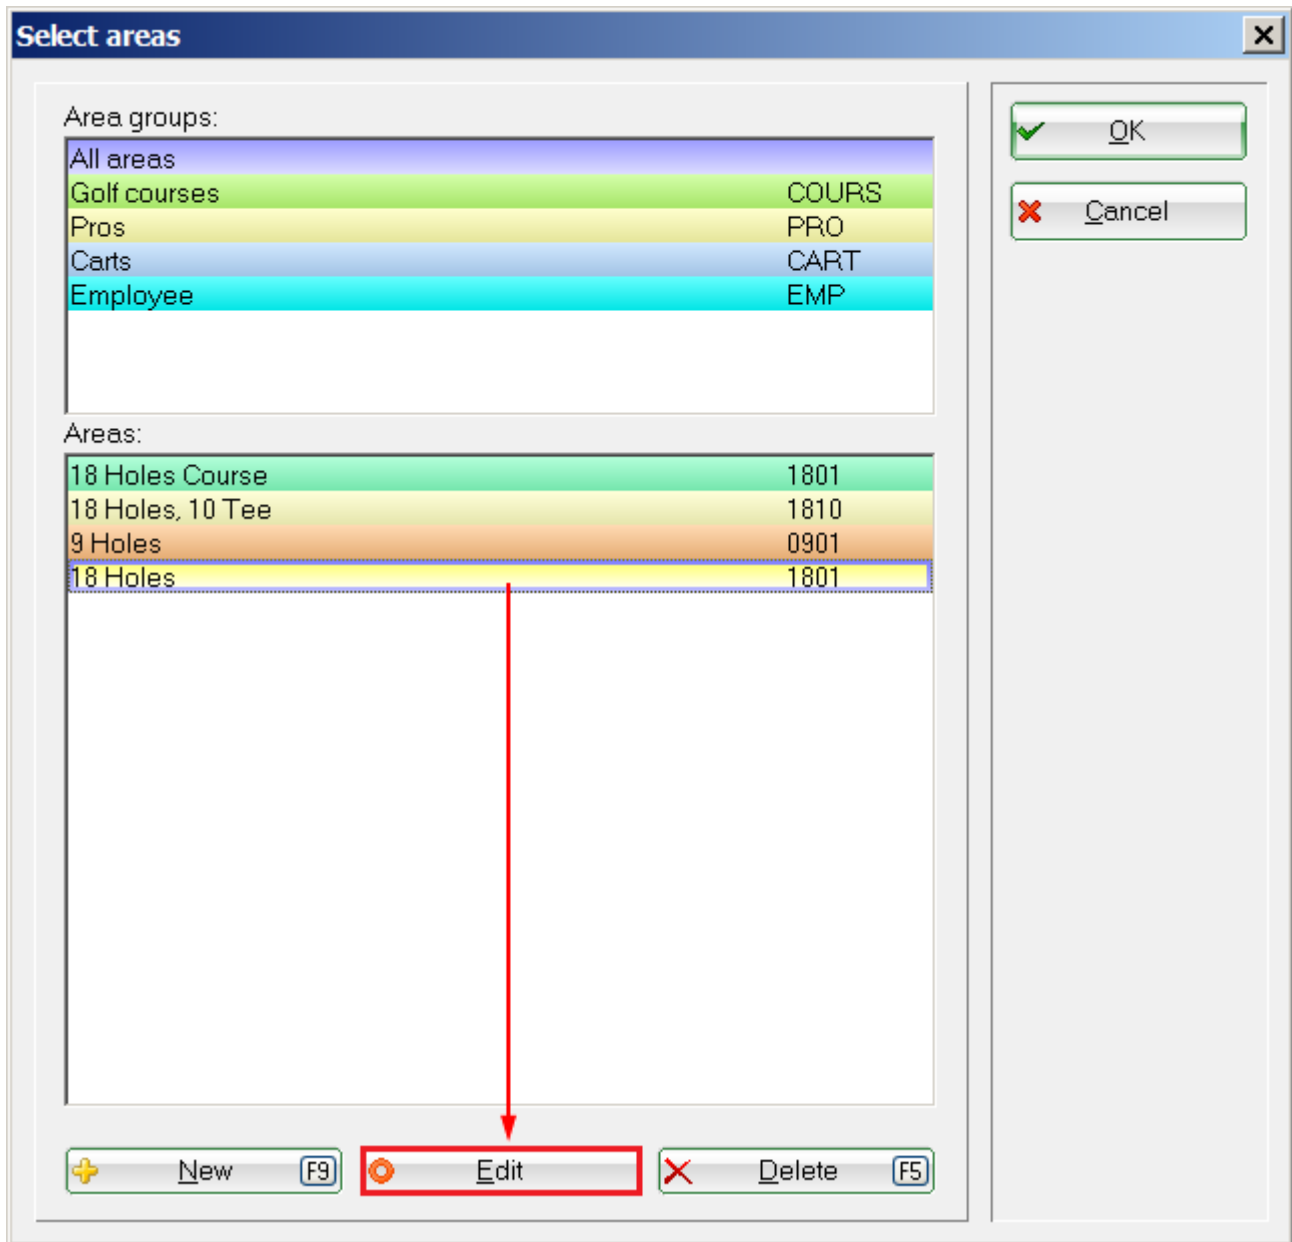 Select areas
Area groups:
All areas
Golf courses COURS
Pros PRO
Carts CART
Employee EMP
Areas:
18 Holes Course 1801
18 Holes, 10 Tee 1810
9 Holes 0901
18 Holes 1801
New F9 Edit Delete F5
OK
Cancel